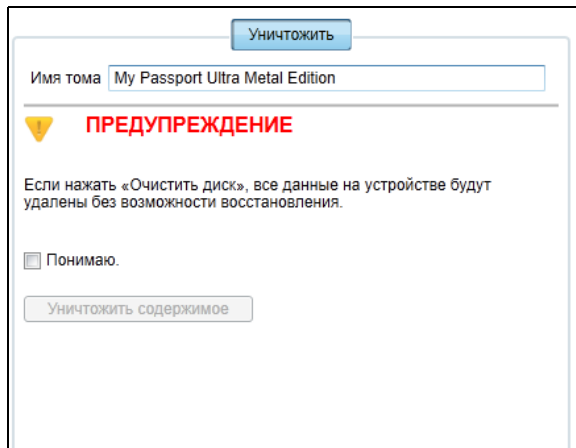 Уничтожить
Имя тома My Passport Ultra Metal Edition
ПРЕДУПРЕЖДЕНИЕ
Если нажать «Очистить диск», все данные на устройстве будут
удалены без возможности восстановления.
Понимаю.
Уничтожить содержимое